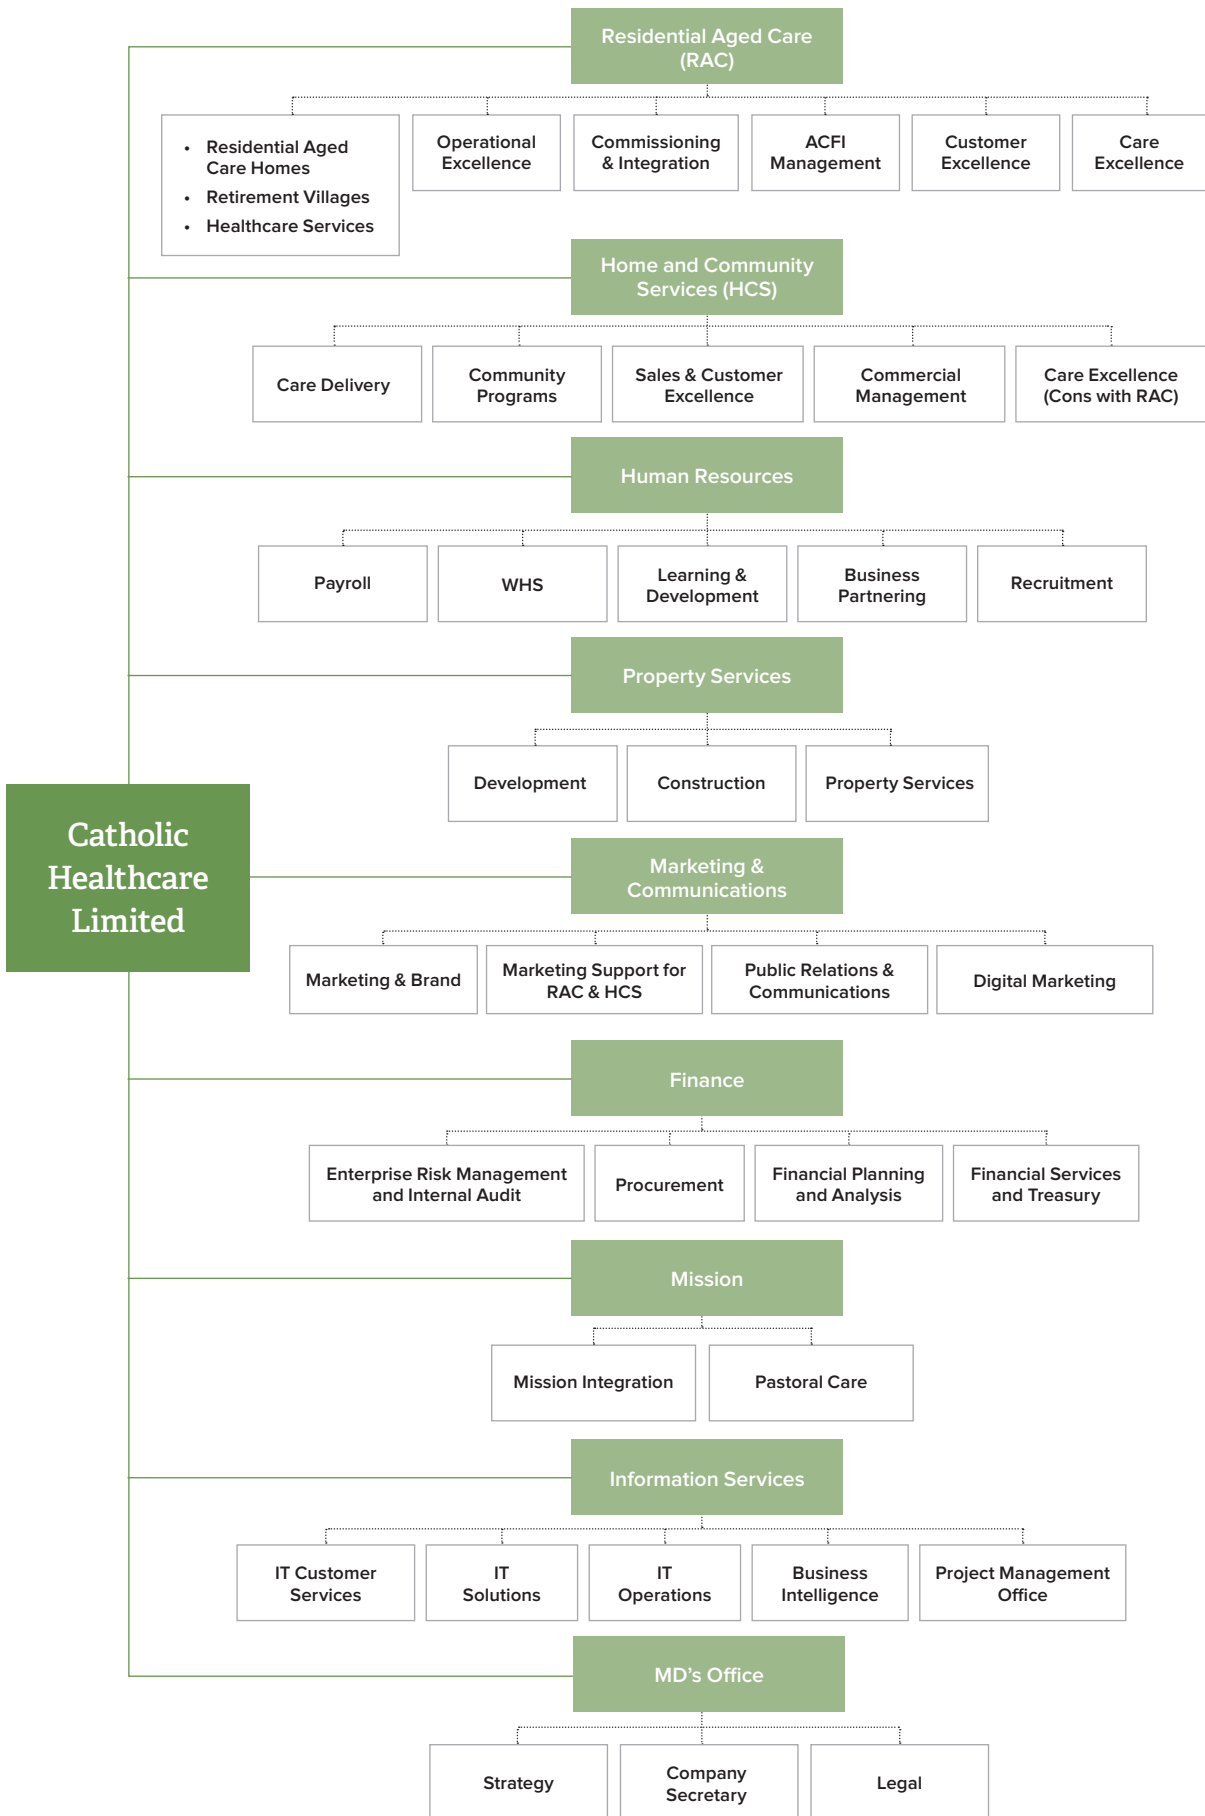 Residential Aged Care
(RAC)
• Residential Aged
Care Homes
• Retirement Villages
• Healthcare Services
Operational
Excellence
Commissioning
& Integration
ACFI
Management
Customer
Excellence
Care
Excellence
Home and Community
Services (HCS)
Care Delivery
Community
Programs
Sales & Customer
Excellence
Commercial
Management
Care Excellence
(Cons with RAC)
Human Resources
Payroll
WHS
Learning &
Development
Business
Partnering
Recruitment
Property Services
Development
Construction
Property Services
Catholic
Healthcare
Limited
Marketing &
Communications
Marketing & Brand
Marketing Support for
RAC & HCS
Public Relations &
Communications
Digital Marketing
Finance
Enterprise Risk Management
and Internal Audit
Procurement
Financial Planning
and Analysis
Financial Services
and Treasury
Mission
Mission Integration
Pastoral Care
Information Services
IT Customer
Services
IT
Solutions
IT
Operations
Business
Intelligence
Project Management
Office
MD's Office
Strategy
Company
Secretary
Legal